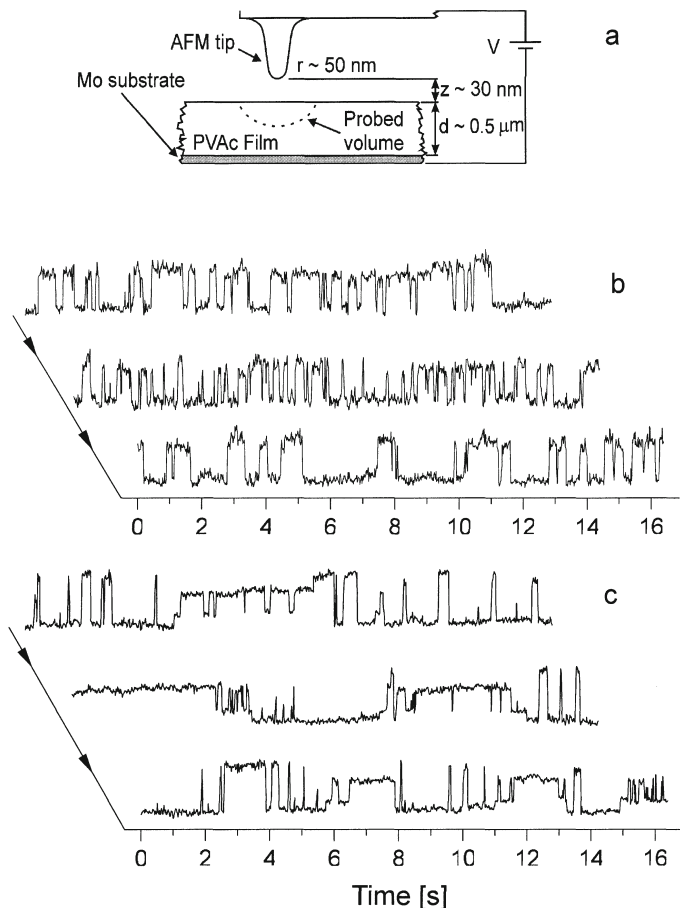 a
AFM tip
r ~ 50 nm
V
Mo substrate
z ~ 30 nm
Probed
volume
d ~ 0.5 μm
PVAc Film
b
0 2 4 6 8 10 12 14 16
c
0 2 4 6 8 10 12 14 16
Time [s]